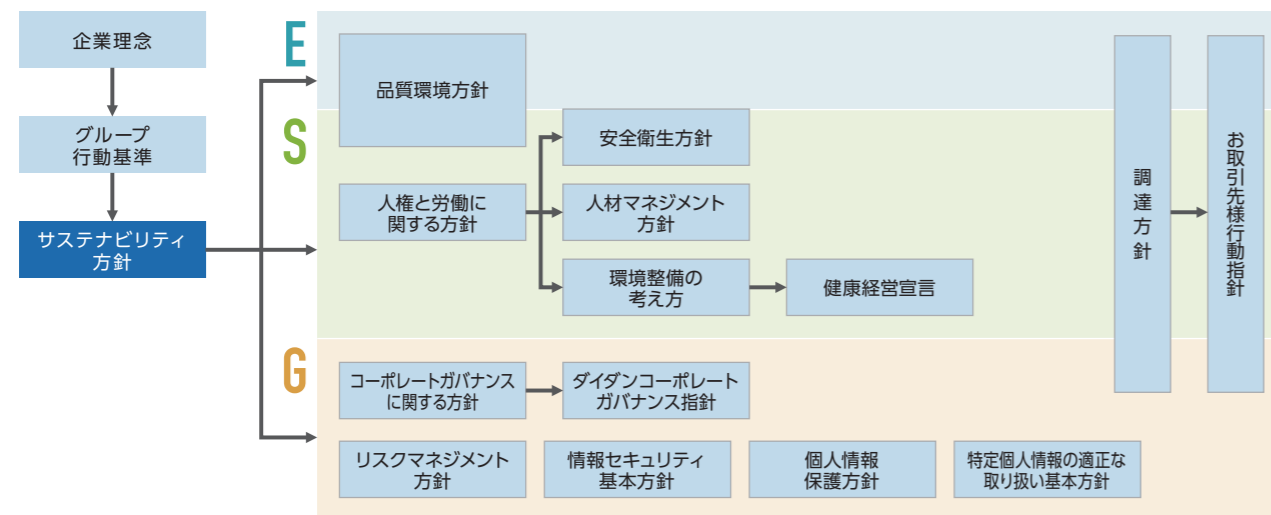 企業理念
グループ
行動基準
サステナビリティ
方針
E
品質環境方針
S
安全衛生方針
人権と労働に
関する方針
人材マネジメント
方針
環境整備の
考え方
健康経営宣言
G
コーポレートガバナンス
に関する方針
ダイダンコーポレート
ガバナンス指針
リスクマネジメント
方針
情報セキュリティ
基本方針
個人情報
保護方針
特定個人情報の適正な
取り扱い基本方針
調達方針
お取引先様行動指針